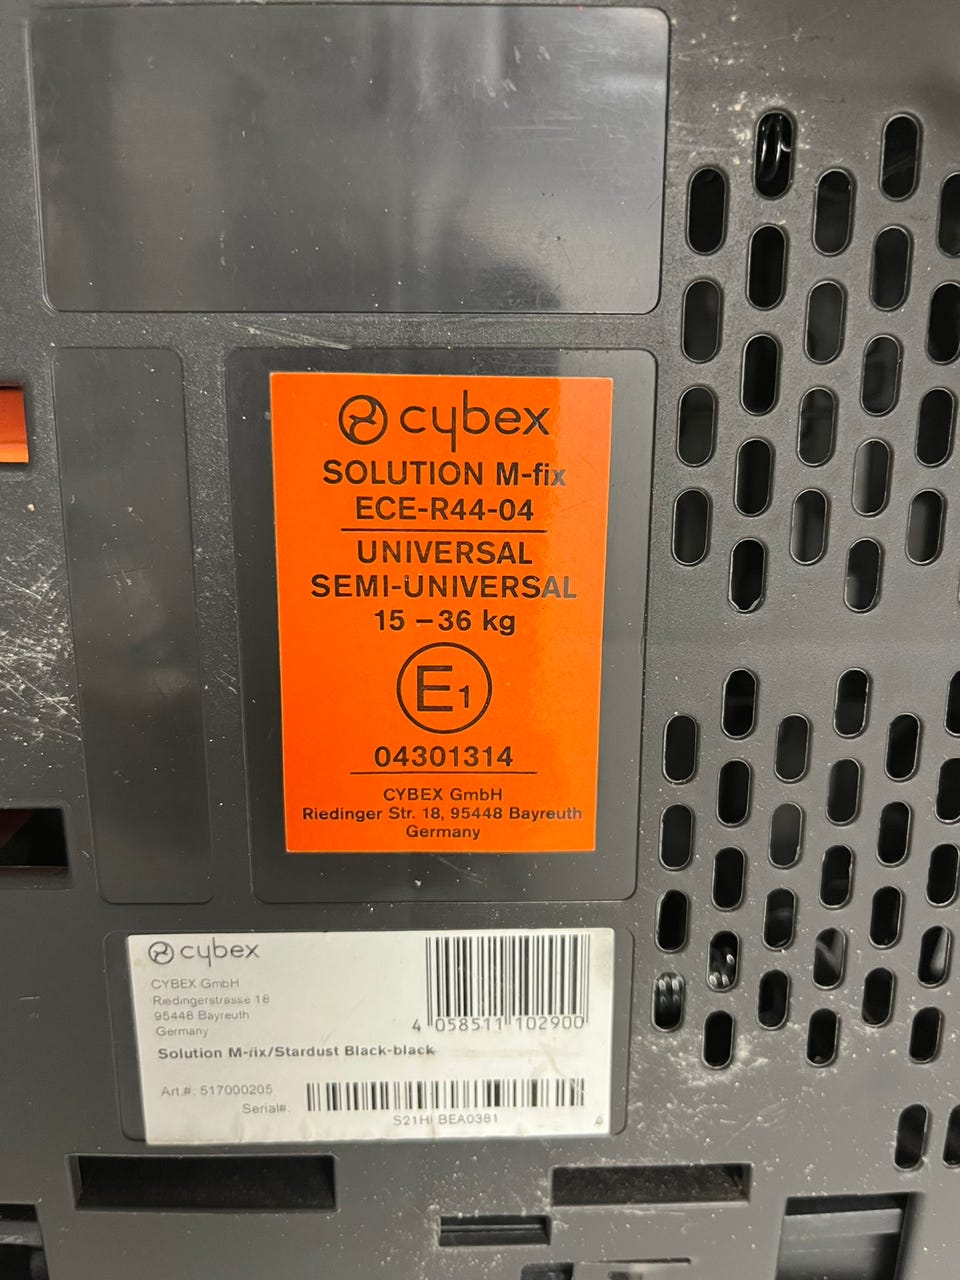 cybex
SOLUTION M-fix
ECE-R44-04
UNIVERSAL
SEMI-UNIVERSAL
15 – 36 kg
E1
04301314
CYBEX GmbH
Riedinger Str. 18, 95448 Bayreuth
Germany
cybex
CYBEX GmbH
Riedingerstrasse 18
95448 Bayreuth
Germany
4 058511 102900
Solution M-fix/Stardust Black-black
Art.#: 517000205
Serial#:
BEA0381